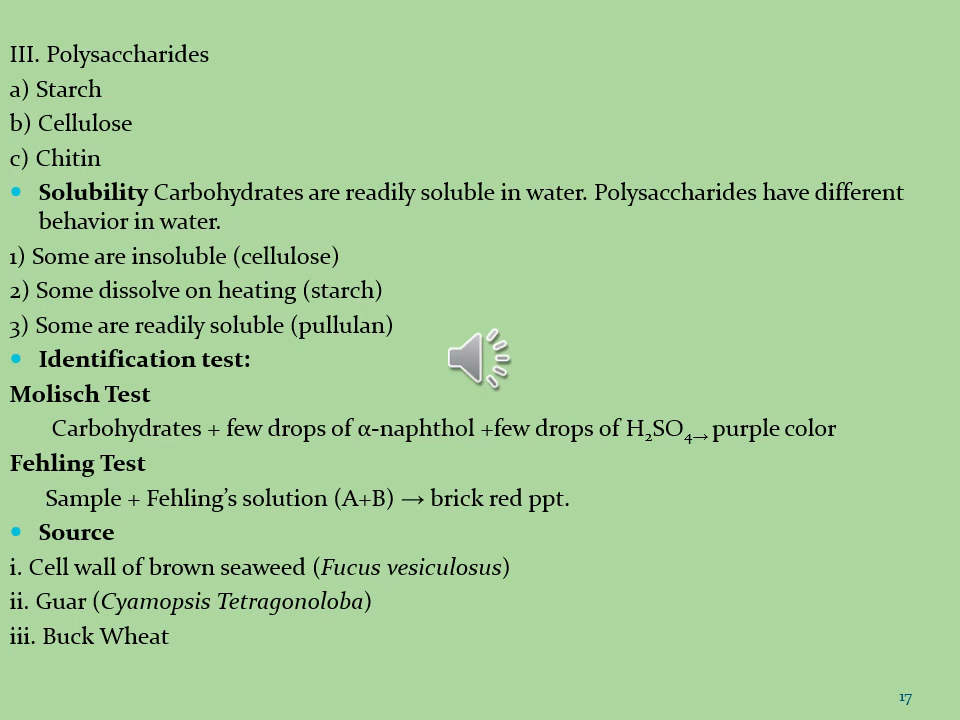 III. Polysaccharides
a) Starch
b) Cellulose
c) Chitin
• Solubility Carbohydrates are readily soluble in water. Polysaccharides have different
behavior in water.
1) Some are insoluble (cellulose)
2) Some dissolve on heating (starch)
3) Some are readily soluble (pullulan)
• Identification test:
Molisch Test
Carbohydrates + few drops of α-naphthol +few drops of H₂SO₄→ purple color
Fehling Test
Sample + Fehling’s solution (A+B) → brick red ppt.
• Source
i. Cell wall of brown seaweed (Fucus vesiculosus)
ii. Guar (Cyamopsis Tetragonoloba)
iii. Buck Wheat
17